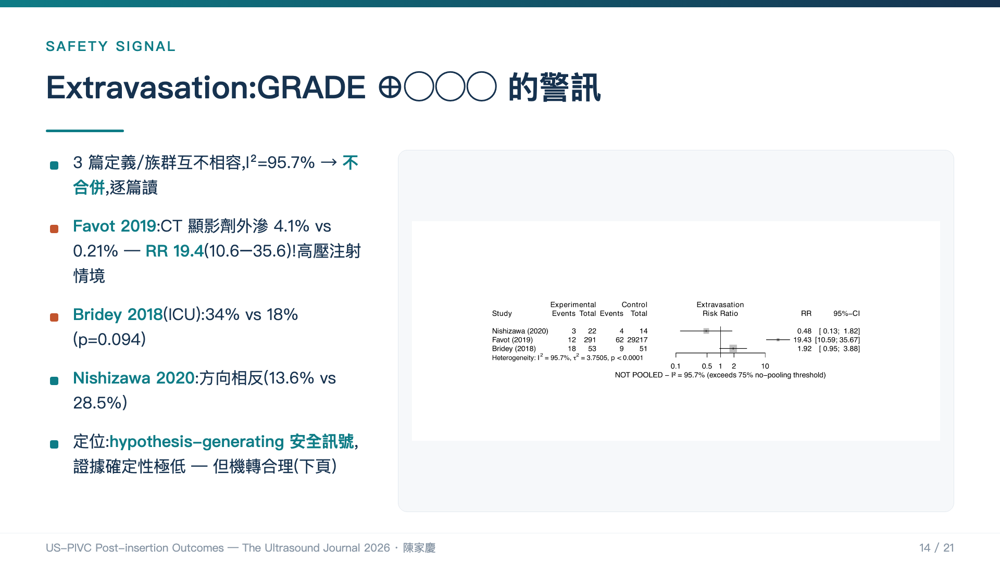 SAFETY SIGNAL
Extravasation:GRADE ⊕◯◯◯ 的警訊
3 篇定義/族群互不相容,I²=95.7% → 不
合併,逐篇讀
Favot 2019:CT 顯影劑外滲 4.1% vs
0.21% — RR 19.4(10.6–35.6)!高壓注射
情境
Bridey 2018(ICU):34% vs 18%
(p=0.094)
Nishizawa 2020:方向相反(13.6% vs
28.5%)
定位:hypothesis-generating 安全訊號,
證據確定性極低 — 但機轉合理(下頁)
Experimental Control Extravasation
Study Events Total Events Total Risk Ratio RR 95%-CI
Nishizawa (2020) 3 22 4 14 0.48 [ 0.13; 1.82]
Favot (2019) 12 291 62 29217 19.43 [10.59; 35.67]
Bridey (2018) 18 53 9 51 1.92 [ 0.95; 3.88]
Heterogeneity: I² = 95.7%, τ² = 3.7505, p < 0.0001
0.1 0.5 1 2 10
NOT POOLED – I² = 95.7% (exceeds 75% no-pooling threshold)
US-PIVC Post-insertion Outcomes — The Ultrasound Journal 2026 · 陳家慶
14 / 21